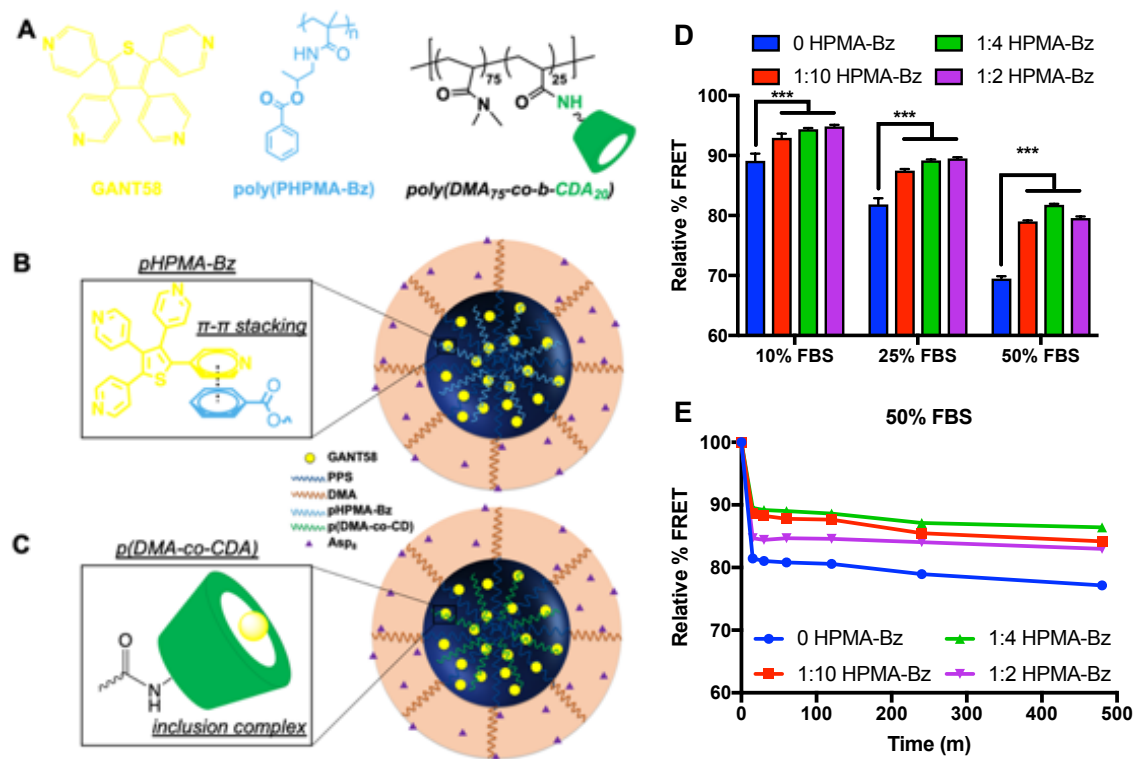 A
N
N
S
N
N
GANT58
n
HN
O
O
O
poly(PHPMA-Bz)
75
25
O
N
O
NH
poly(DMA75-co-b-CDA20)
B
pHPMA-Bz
N
N
π-π stacking
N
S
N
O
O
GANT58
PPS
DMA
pHPMA-Bz
p(DMA-co-CD)
Asp8
C
p(DMA-co-CDA)
O
N
H
inclusion complex
D
0 HPMA-Bz
1:4 HPMA-Bz
1:10 HPMA-Bz
1:2 HPMA-Bz
Relative % FRET
100
90
80
70
60
***
***
***
10% FBS
25% FBS
50% FBS
E
50% FBS
Relative % FRET
100
90
80
70
60
0 HPMA-Bz
1:4 HPMA-Bz
1:10 HPMA-Bz
1:2 HPMA-Bz
0
100
200
300
400
500
Time (m)